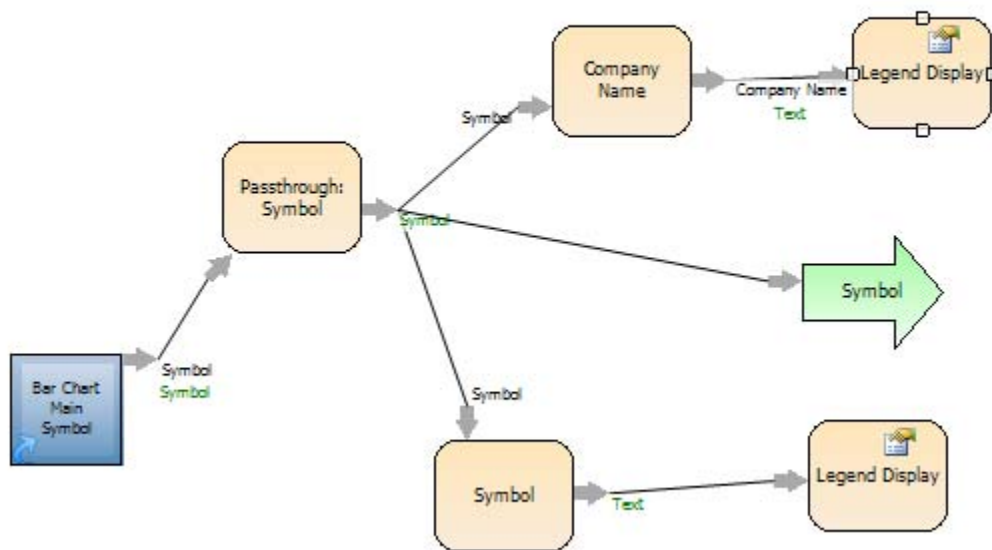 Company
Name
Legend Display
Company Name
Text
Symbol
Passthrough:
Symbol
Symbol
Symbol
Symbol
Symbol
Bar Chart
Main
Symbol
Symbol
Symbol
Text
Legend Display